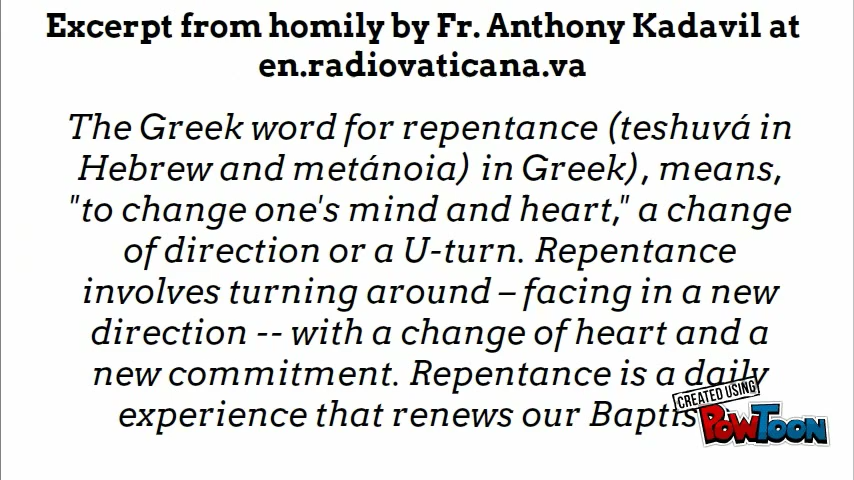 Excerpt from homily by Fr. Anthony Kadavil at
en.radiovaticana.va
The Greek word for repentance (teshuvá in
Hebrew and metánoia) in Greek), means,
"to change one's mind and heart," a change
of direction or a U-turn. Repentance
involves turning around – facing in a new
direction -- with a change of heart and a
new commitment. Repentance is a daily
experience that renews our
CREATED USING
POWTOON